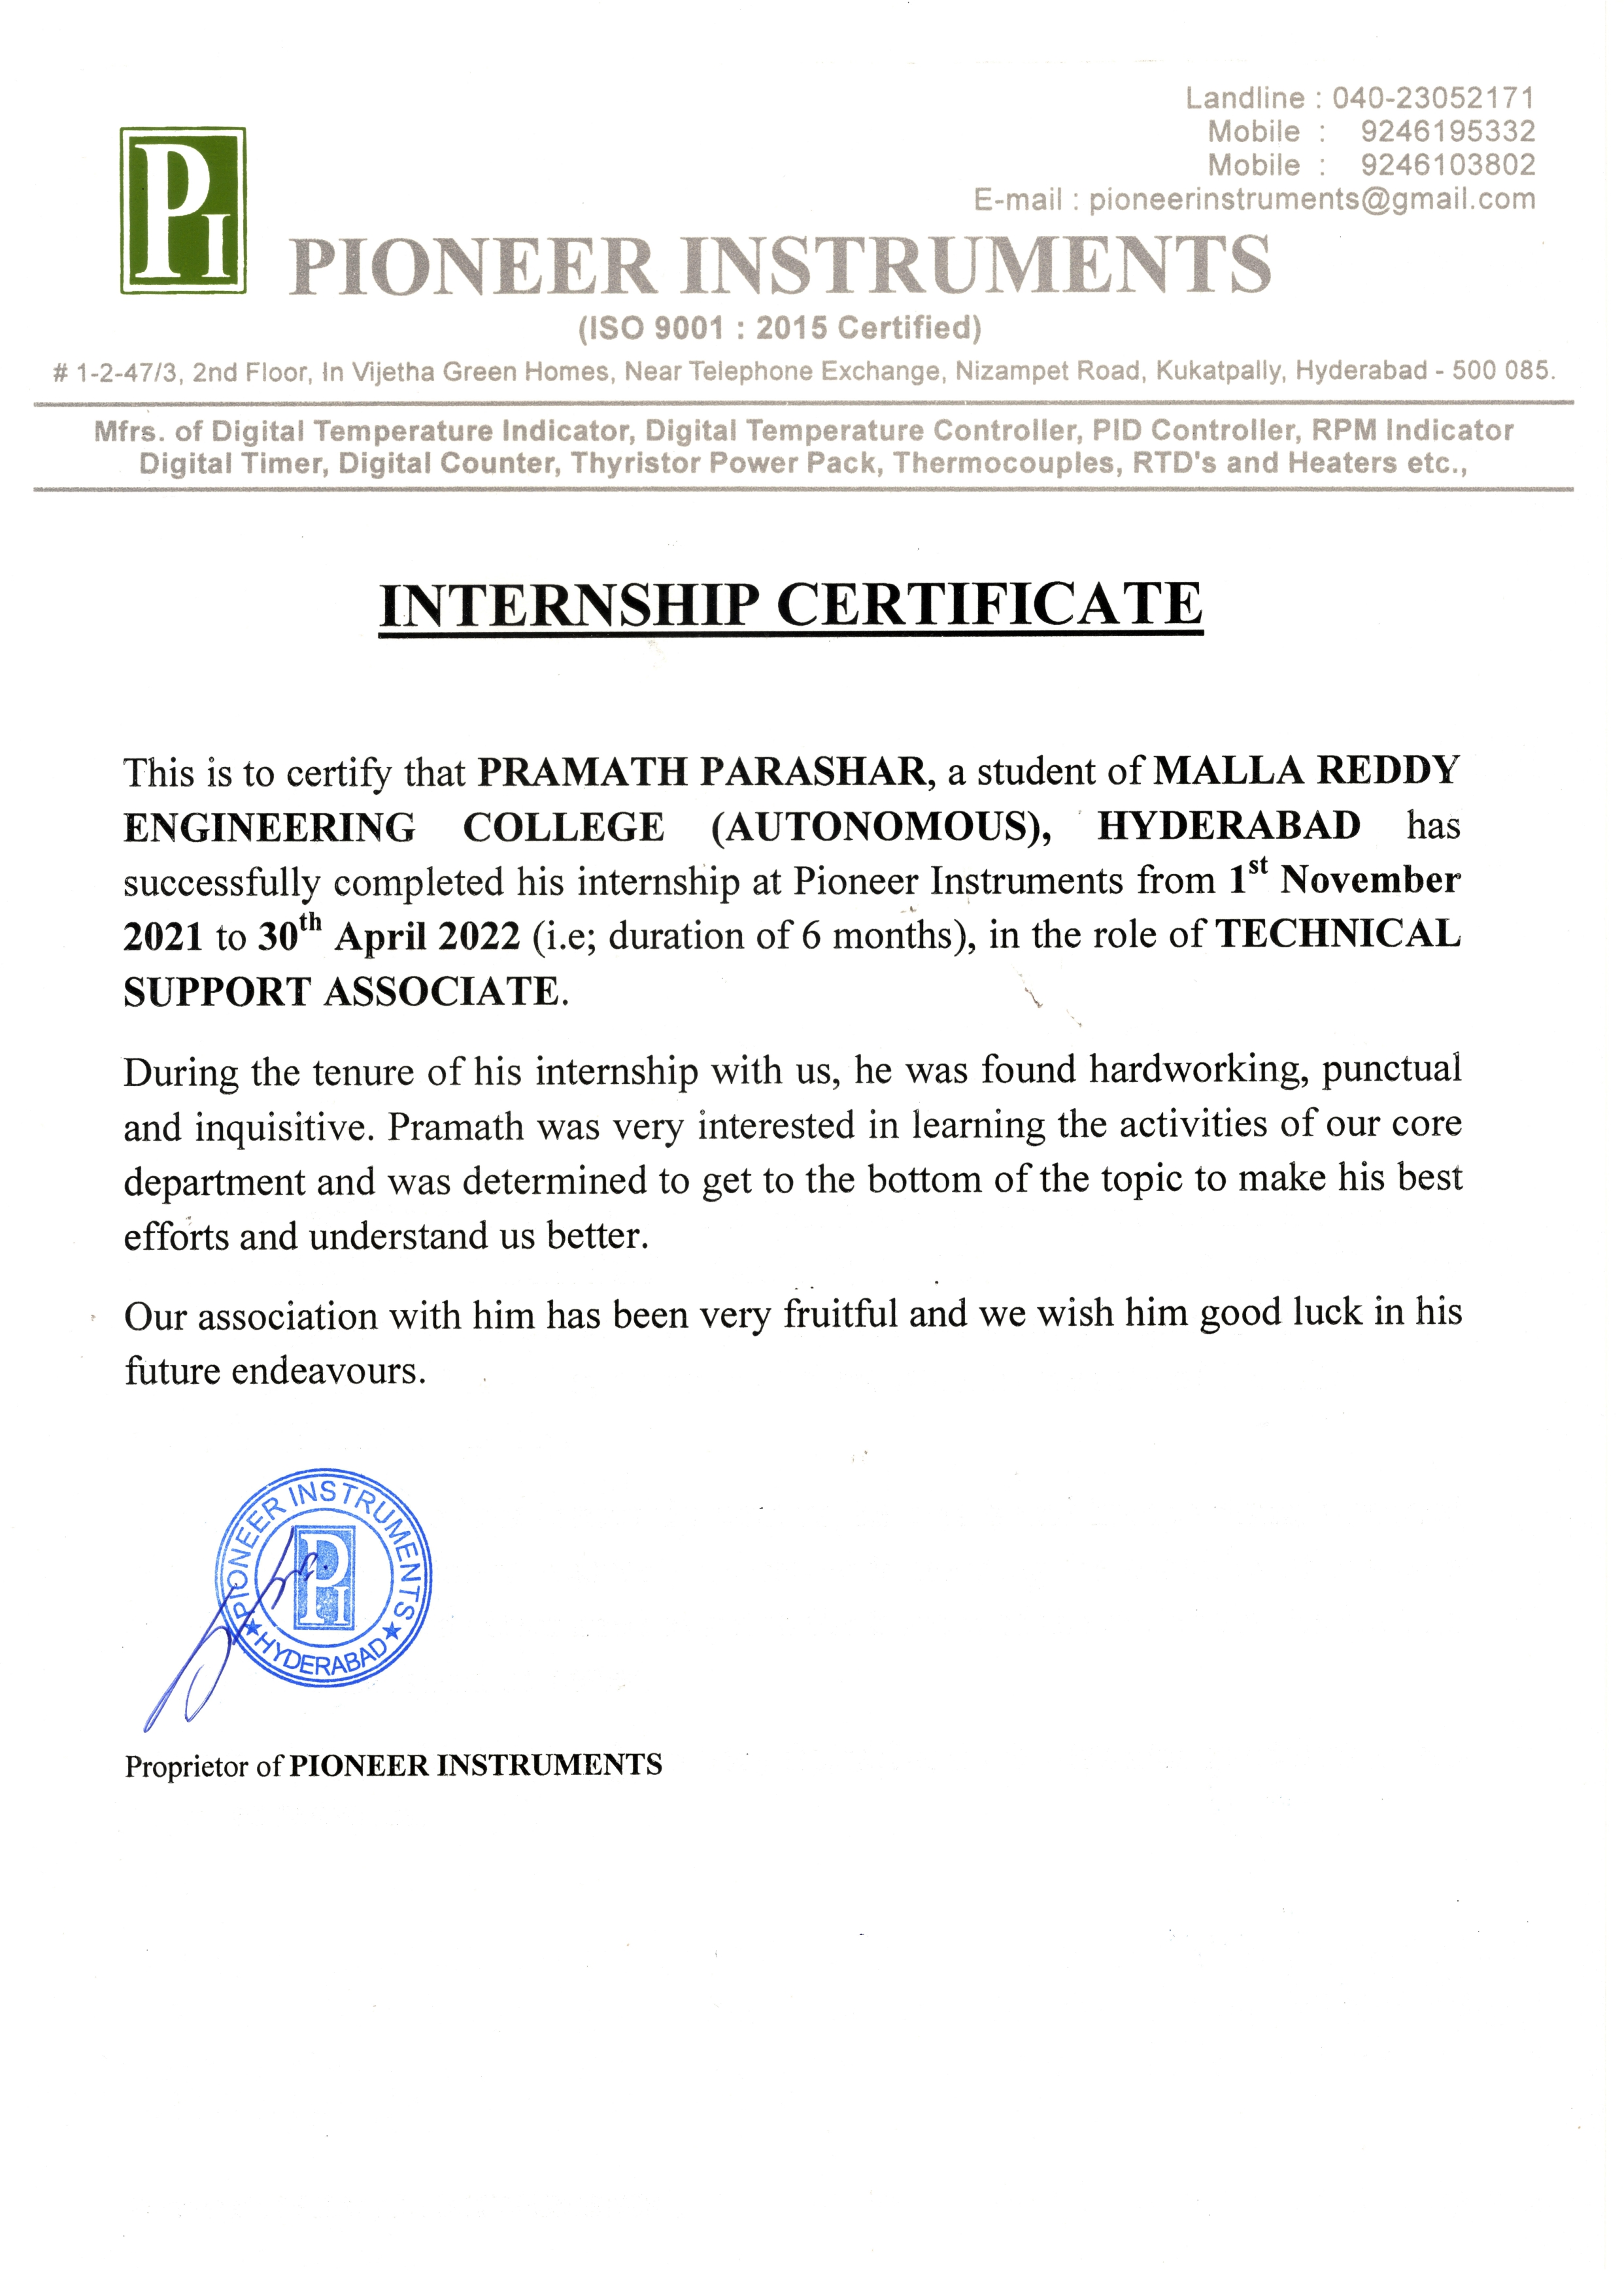 Landline : 040-23052171
Mobile : 9246195332
Mobile : 9246103802
E-mail : pioneerinstruments@gmail.com
PI
PIONEER INSTRUMENTS
(ISO 9001 : 2015 Certified)
# 1-2-47/3, 2nd Floor, In Vijetha Green Homes, Near Telephone Exchange, Nizampet Road, Kukatpally, Hyderabad - 500 085.
Mfrs. of Digital Temperature Indicator, Digital Temperature Controller, PID Controller, RPM Indicator
Digital Timer, Digital Counter, Thyristor Power Pack, Thermocouples, RTD's and Heaters etc.,
INTERNSHIP CERTIFICATE
This is to certify that PRAMATH PARASHAR, a student of MALLA REDDY
ENGINEERING COLLEGE (AUTONOMOUS), HYDERABAD has
successfully completed his internship at Pioneer Instruments from 1st November
2021 to 30th April 2022 (i.e; duration of 6 months), in the role of TECHNICAL
SUPPORT ASSOCIATE.
During the tenure of his internship with us, he was found hardworking, punctual
and inquisitive. Pramath was very interested in learning the activities of our core
department and was determined to get to the bottom of the topic to make his best
efforts and understand us better.
Our association with him has been very fruitful and we wish him good luck in his
future endeavours.
PIONEER INSTRUMENTS
PI
★ HYDERABAD ★
Proprietor of PIONEER INSTRUMENTS